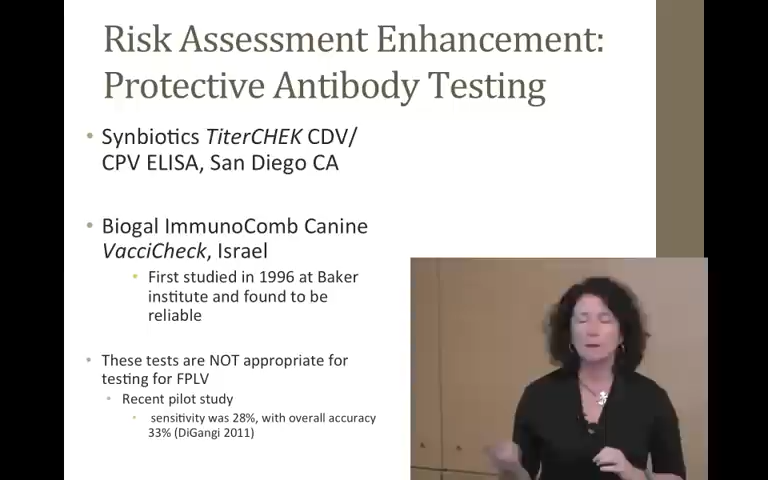 Risk Assessment Enhancement:
Protective Antibody Testing
• Synbiotics TiterCHEK CDV/
CPV ELISA, San Diego CA
• Biogal ImmunoComb Canine
VacciCheck, Israel
• First studied in 1996 at Baker
institute and found to be
reliable
• These tests are NOT appropriate for
testing for FPLV
• Recent pilot study
• sensitivity was 28%, with overall accuracy
33% (DiGangi 2011)